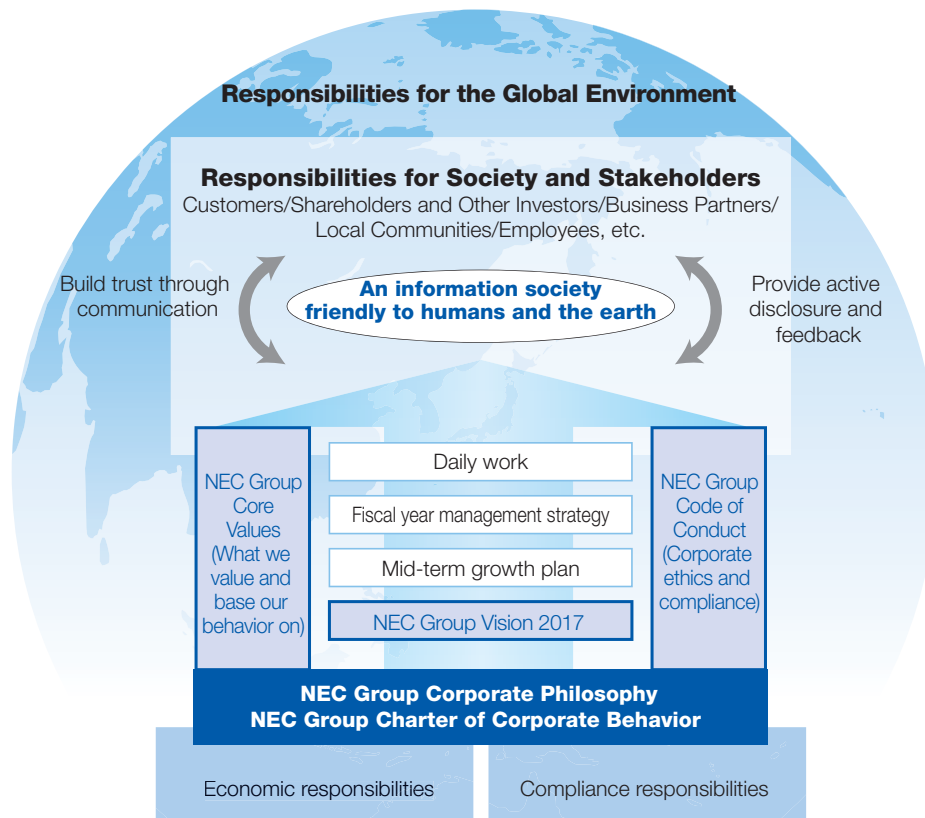 Responsibilities for the Global Environment
Responsibilities for Society and Stakeholders
Customers/Shareholders and Other Investors/Business Partners/
Local Communities/Employees, etc.
Build trust through
communication
An information society
friendly to humans and the earth
Provide active
disclosure and
feedback
NEC Group
Core
Values
(What we
value and
base our
behavior on)
Daily work
Fiscal year management strategy
Mid-term growth plan
NEC Group Vision 2017
NEC Group
Code of
Conduct
(Corporate
ethics and
compliance)
NEC Group Corporate Philosophy
NEC Group Charter of Corporate Behavior
Economic responsibilities
Compliance responsibilities